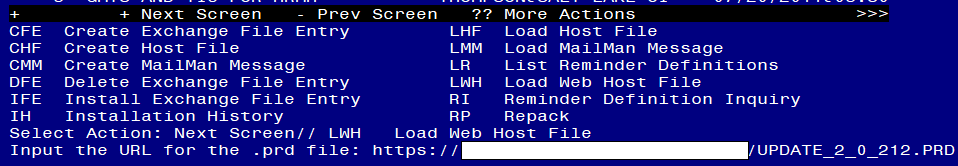 + + Next Screen - Prev Screen ?? More Actions >>>
CFE Create Exchange File Entry LHF Load Host File
CHF Create Host File LMM Load MailMan Message
CMM Create MailMan Message LR List Reminder Definitions
DFE Delete Exchange File Entry LWH Load Web Host File
IFE Install Exchange File Entry RI Reminder Definition Inquiry
IH Installation History RP Repack
Select Action: Next Screen// LWH Load Web Host File
Input the URL for the .prd file: https:// /UPDATE_2_0_212.PRD